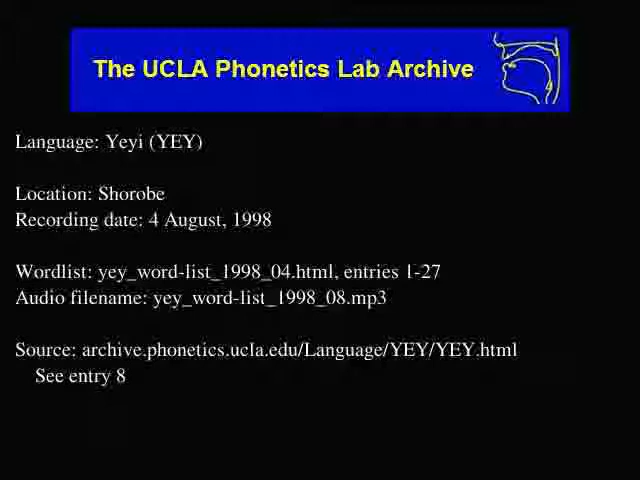 The UCLA Phonetics Lab Archive
Language: Yeyi (YEY)
Location: Shorobe
Recording date: 4 August, 1998
Wordlist: yey_word-list_1998_04.html, entries 1-27
Audio filename: yey_word-list_1998_08.mp3
Source: archive.phonetics.ucla.edu/Language/YEY/YEY.html
See entry 8